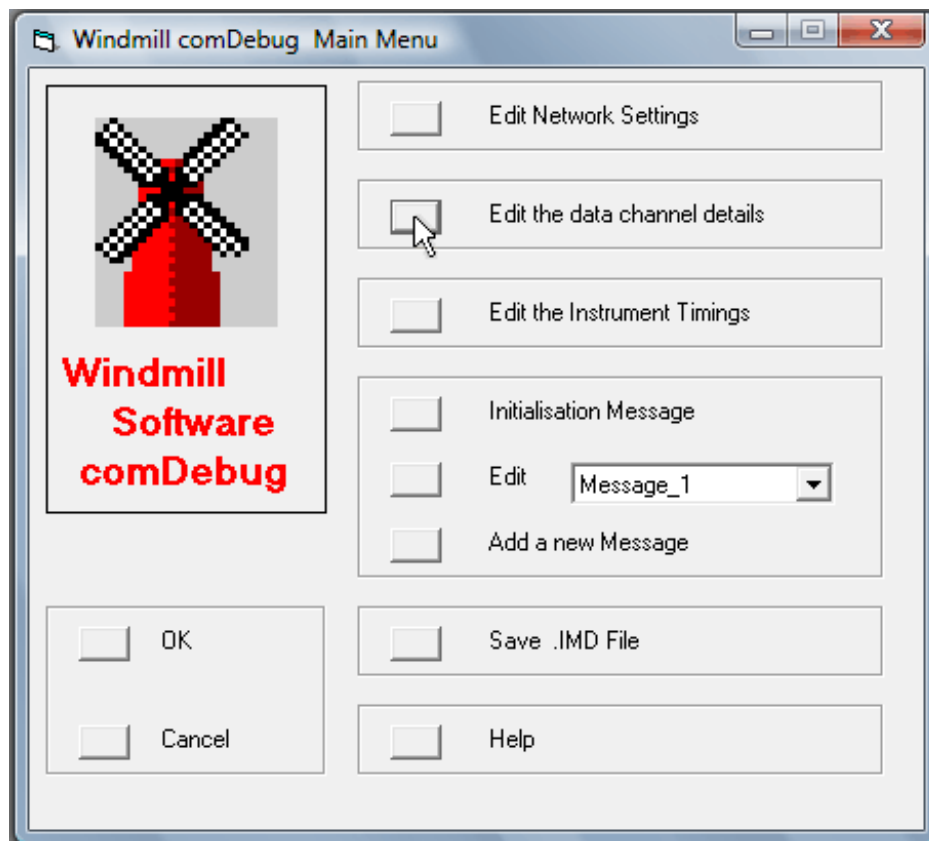 Windmill comDebug Main Menu
Windmill
Software
comDebug
Edit Network Settings
Edit the data channel details
Edit the Instrument Timings
Initialisation Message
Edit Message_1
Add a new Message
OK
Cancel
Save .IMD File
Help